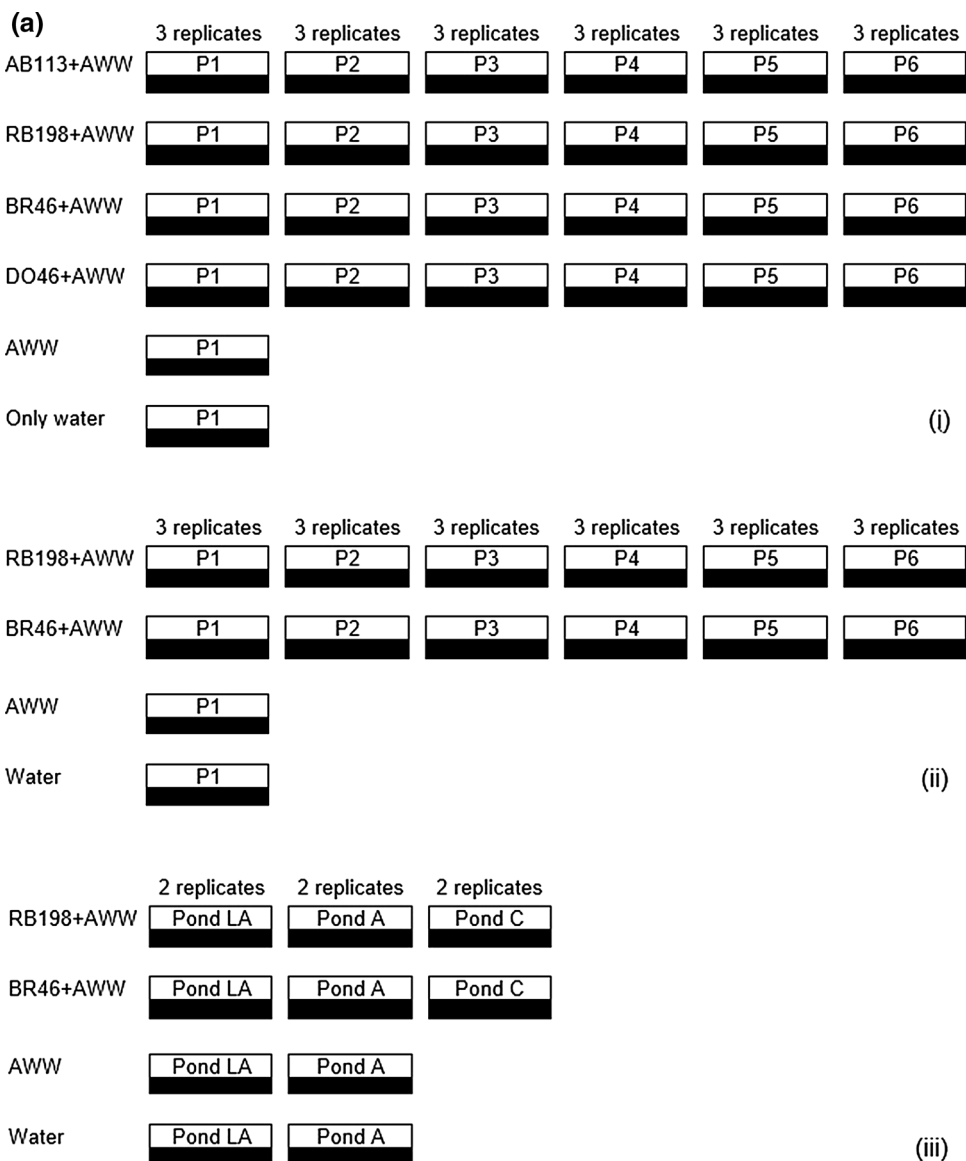 (a)
3 replicates 3 replicates 3 replicates 3 replicates 3 replicates 3 replicates
AB113+AWW P1 P2 P3 P4 P5 P6
RB198+AWW P1 P2 P3 P4 P5 P6
BR46+AWW P1 P2 P3 P4 P5 P6
DO46+AWW P1 P2 P3 P4 P5 P6
AWW P1
Only water P1 (i)
3 replicates 3 replicates 3 replicates 3 replicates 3 replicates 3 replicates
RB198+AWW P1 P2 P3 P4 P5 P6
BR46+AWW P1 P2 P3 P4 P5 P6
AWW P1
Water P1 (ii)
2 replicates 2 replicates 2 replicates
RB198+AWW Pond LA Pond A Pond C
BR46+AWW Pond LA Pond A Pond C
AWW Pond LA Pond A
Water Pond LA Pond A (iii)